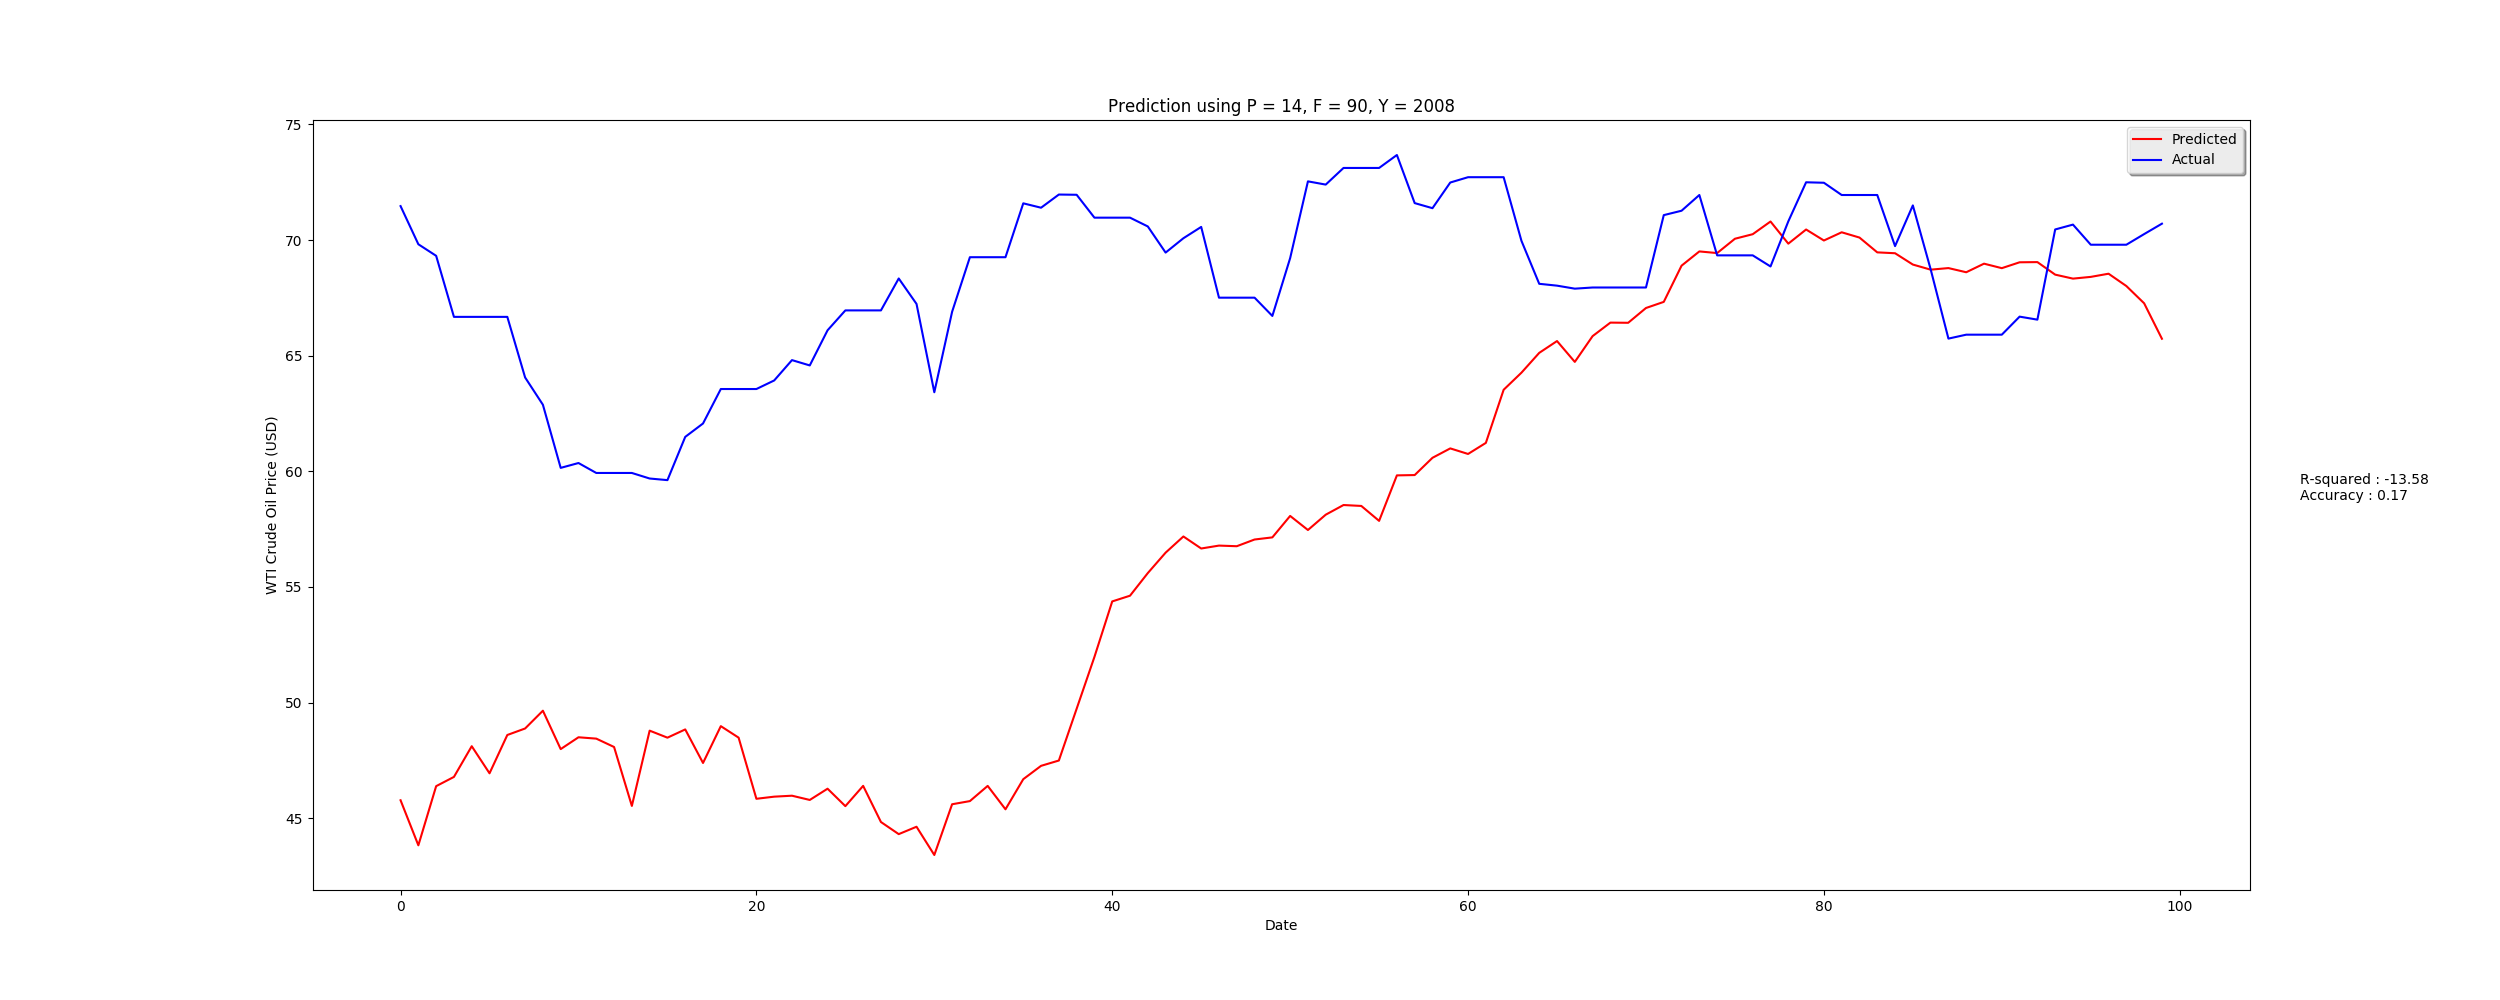 Prediction using P = 14, F = 90, Y = 2008
Predicted
Actual
75
70
65
60
55
50
45
WTI Crude Oil Price (USD)
0
20
40
60
80
100
Date
R-squared : -13.58
Accuracy : 0.17